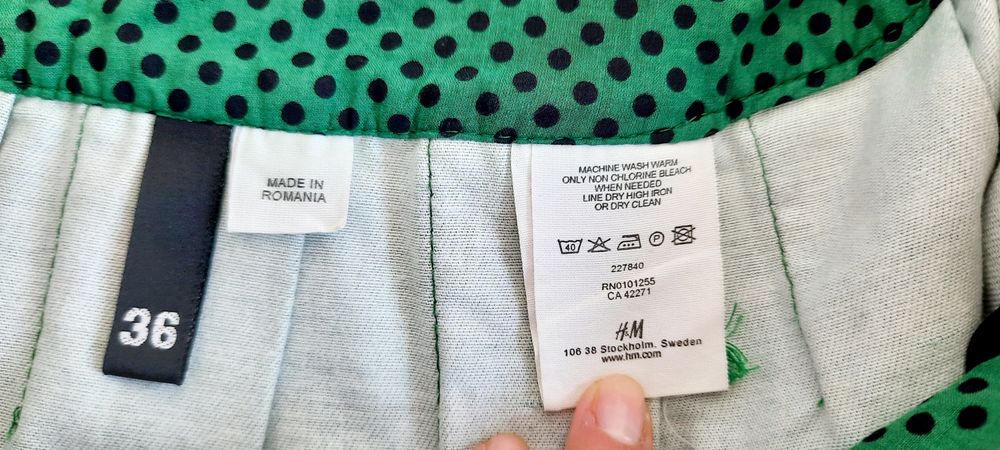 36
MADE IN
ROMANIA
MACHINE WASH WARM
ONLY NON CHLORINE BLEACH
WHEN NEEDED
LINE DRY HIGH IRON
OR DRY CLEAN
40
P
227840
RN0101255
CA 42271
H&M
106 38 Stockholm. Sweden
www.hm.com